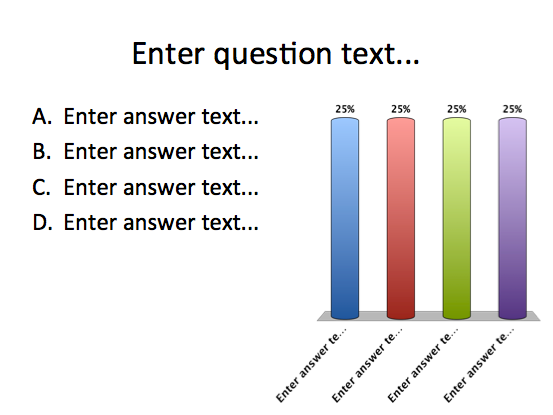 Enter question text...
A. Enter answer text...
B. Enter answer text...
C. Enter answer text...
D. Enter answer text...
25% 25% 25% 25%
Enter answer te...
Enter answer te...
Enter answer te...
Enter answer te...